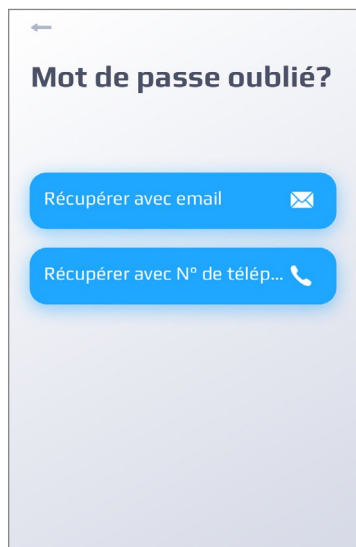 Mot de passe oublié?
Récupérer avec email
Récupérer avec N° de télép...